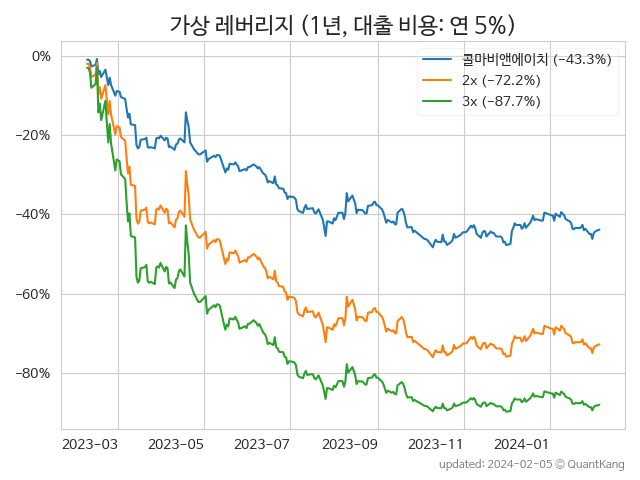 가상 레버리지 (1년, 대출 비용: 연 5%)
콜마비앤에이치 (−43.3%)
2x (−72.2%)
3x (−87.7%)
0%
−20%
−40%
−60%
−80%
2023−03 2023−05 2023−07 2023−09 2023−11 2024−01
updated: 2024−02−05 © QuantKang